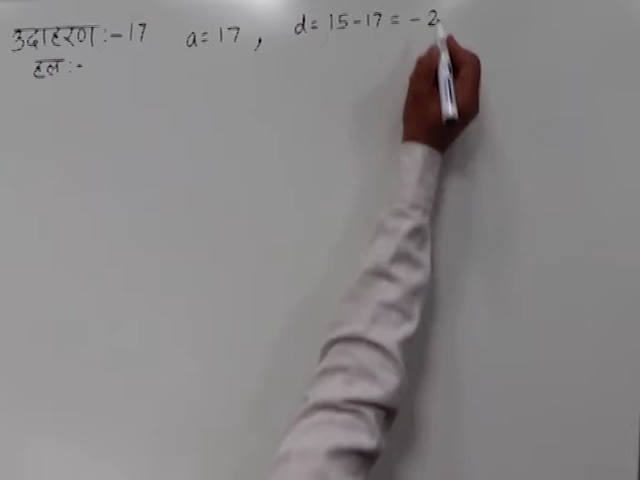 उदाहरण :- 17 a = 17 , d = 15 - 17 = - 2
हल :-